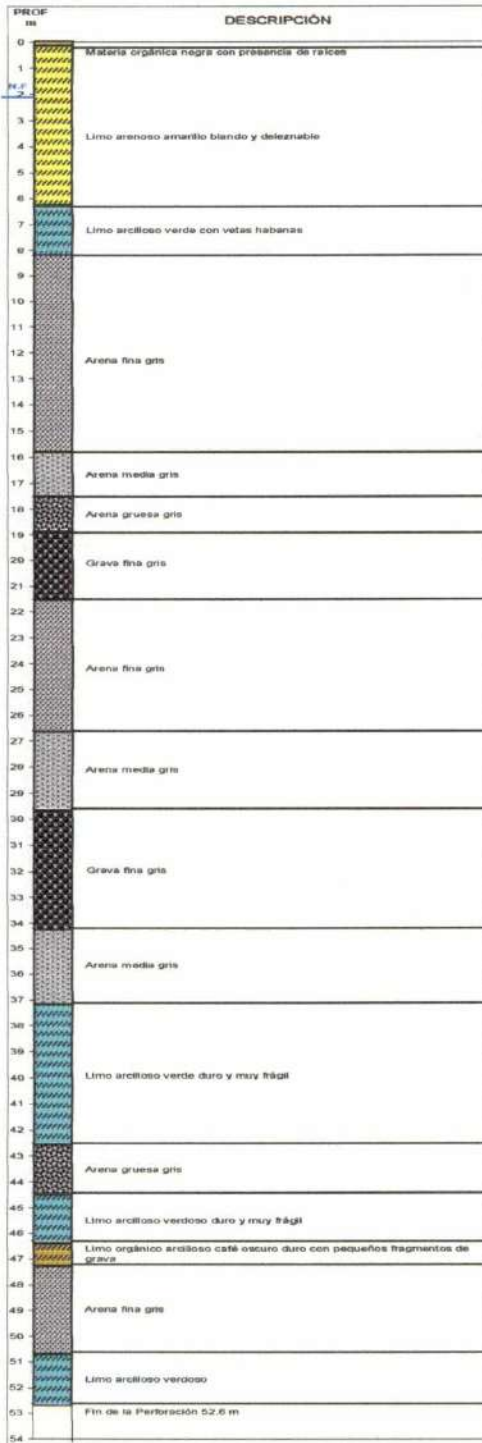 PROF
m
DESCRIPCIÓN
0
Materia orgánica negra con presencia de raíces
1
N.F
2
3
Limo arenoso amarillo blando y deleznable
4
5
6
7
Limo arcilloso verde con vetas habanas
8
9
10
11
12
Arena fina gris
13
14
15
16
Arena media gris
17
18
Arena gruesa gris
19
20
Grava fina gris
21
22
23
24
Arena fina gris
25
26
27
28
Arena media gris
29
30
31
32
Grava fina gris
33
34
35
Arena media gris
36
37
38
39
40
Limo arcilloso verde duro y muy frágil
41
42
43
Arena gruesa gris
44
45
Limo arcilloso verdoso duro y muy frágil
46
Limo orgánico arcilloso café oscuro duro con pequeños fragmentos de
47
grava
48
49
Arena fina gris
50
51
Limo arcilloso verdoso
52
53
Fin de la Perforación 52.6 m
54